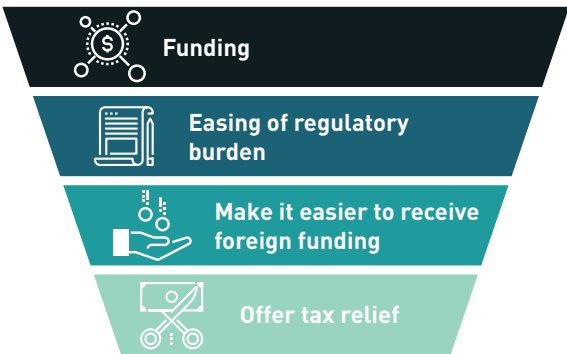 $
Funding
Easing of regulatory
burden
Make it easier to receive
foreign funding
Offer tax relief